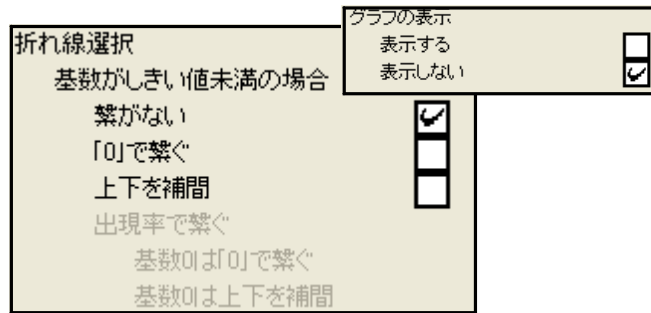 グラフの表示
表示する
表示しない
折れ線選択
基数がしきい値未満の場合
繋がない
「0」で繋ぐ
上下を補間
出現率で繋ぐ
基数0は「0」で繋ぐ
基数0は上下を補間